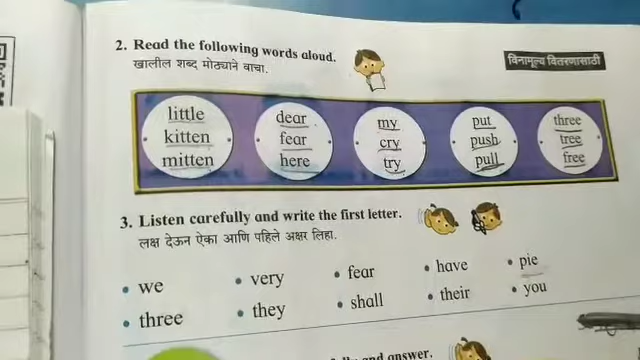 2. Read the following words aloud.
खालील शब्द मोठ्याने वाचा.
विनामूल्य वितरणासाठी
little
kitten
mitten
dear
fear
here
my
cry
try
put
push
pull
three
tree
free
3. Listen carefully and write the first letter.
लक्ष देऊन ऐका आणि पहिले अक्षर लिहा.
• we • very • fear • have • pie
• three • they • shall • their • you
and answer.